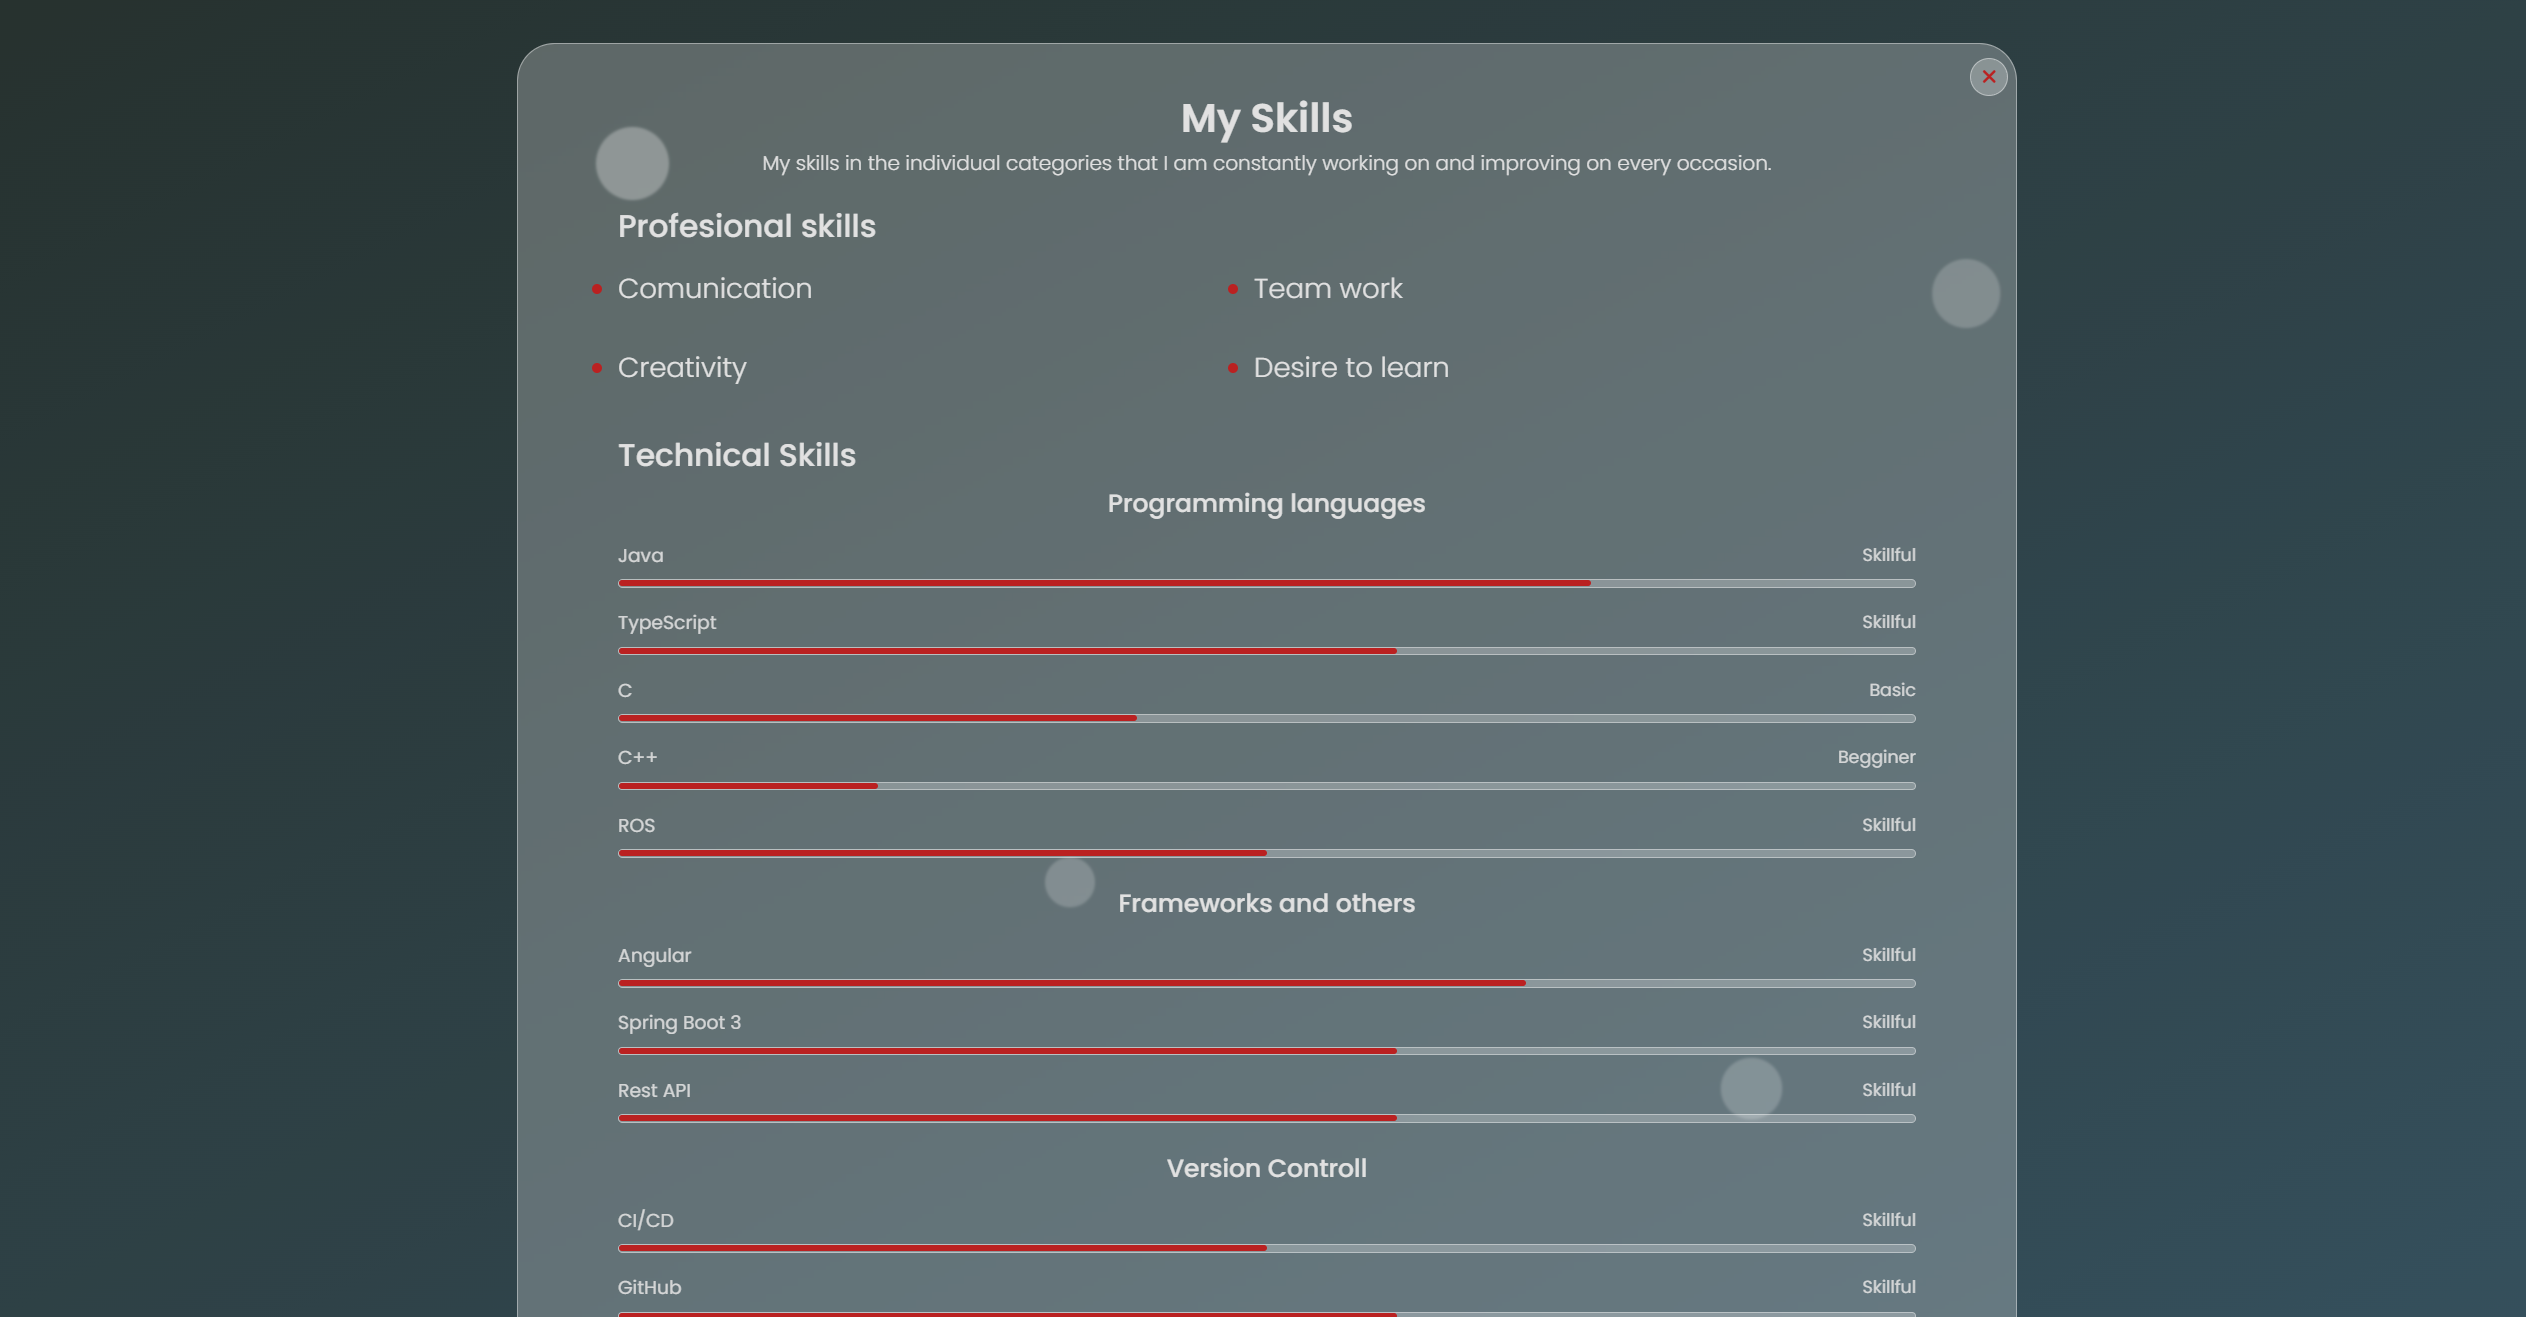 My Skills
My skills in the individual categories that I am constantly working on and improving on every occasion.
Profesional skills
Comunication
Team work
Creativity
Desire to learn
Technical Skills
Programming languages
Java Skillful
TypeScript Skillful
C Basic
C++ Begginer
ROS Skillful
Frameworks and others
Angular Skillful
Spring Boot 3 Skillful
Rest API Skillful
Version Controll
CI/CD Skillful
GitHub Skillful